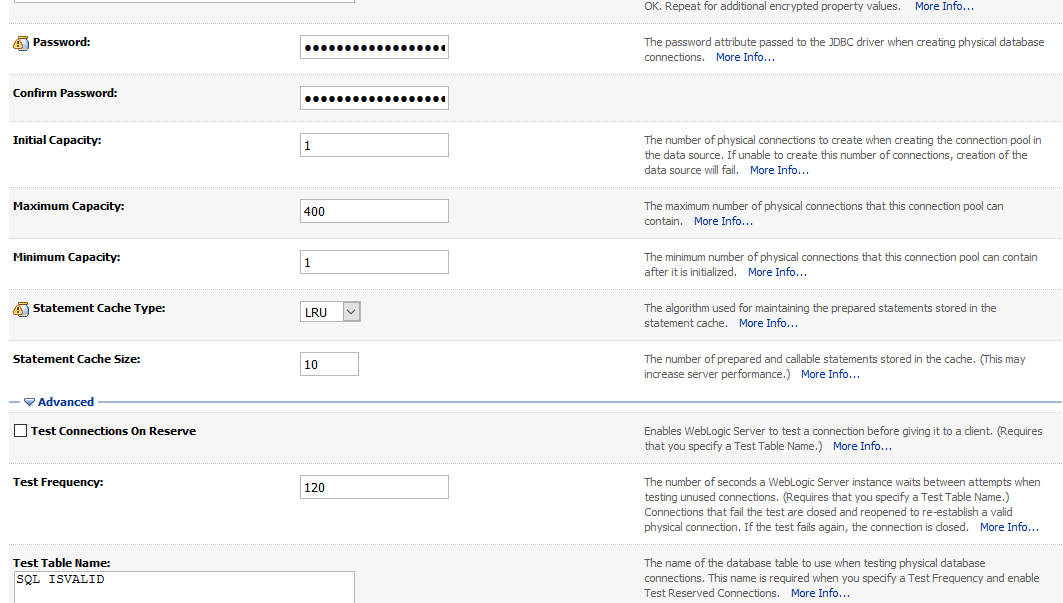 OK. Repeat for additional encrypted property values. More Info...
Password:
●●●●●●●●●●●●●●●●●●
The password attribute passed to the JDBC driver when creating physical database
connections. More Info...
Confirm Password:
●●●●●●●●●●●●●●●●●●
Initial Capacity:
1
The number of physical connections to create when creating the connection pool in
the data source. If unable to create this number of connections, creation of the
data source will fail. More Info...
Maximum Capacity:
400
The maximum number of physical connections that this connection pool can
contain. More Info...
Minimum Capacity:
1
The minimum number of physical connections that this connection pool can contain
after it is initialized. More Info...
Statement Cache Type:
LRU
The algorithm used for maintaining the prepared statements stored in the
statement cache. More Info...
Statement Cache Size:
10
The number of prepared and callable statements stored in the cache. (This may
increase server performance.) More Info...
Advanced
Test Connections On Reserve
Enables WebLogic Server to test a connection before giving it to a client. (Requires
that you specify a Test Table Name.) More Info...
Test Frequency:
120
The number of seconds a WebLogic Server instance waits between attempts when
testing unused connections. (Requires that you specify a Test Table Name.)
Connections that fail the test are closed and reopened to re-establish a valid
physical connection. If the test fails again, the connection is closed. More Info...
Test Table Name:
SQL ISVALID
The name of the database table to use when testing physical database
connections. This name is required when you specify a Test Frequency and enable
Test Reserved Connections. More Info...